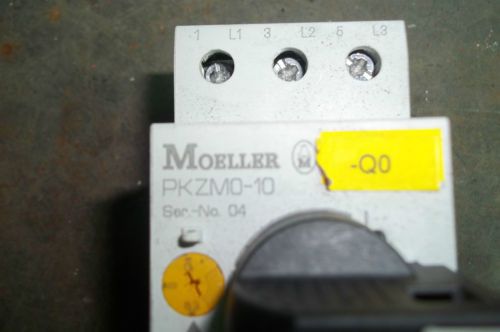 1 L1 3 L2 5 L3
MOELLER
-Q0
PKZM0-10
Ser.-No. 04